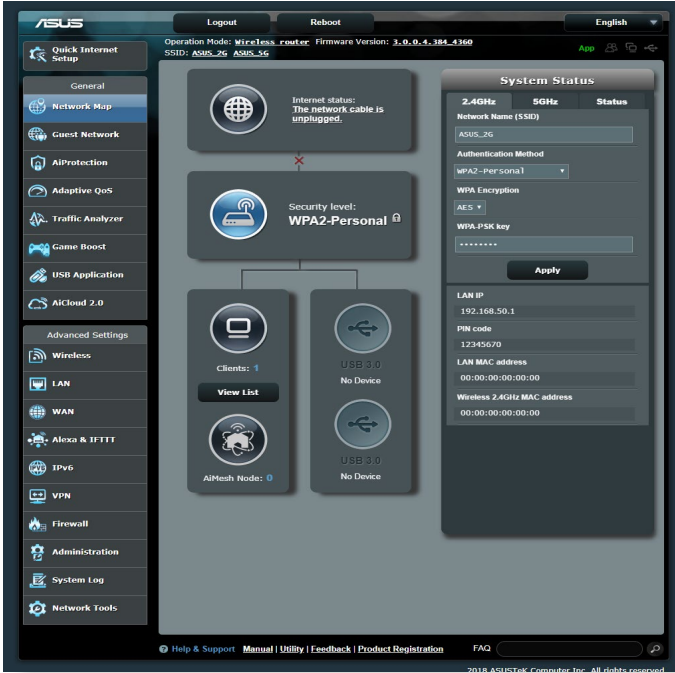 ASUS
Logout
Reboot
English
Quick Internet
Setup
Operation Mode: Wireless router Firmware Version: 3.0.0.4.384_4360
SSID: ASUS_2G ASUS_5G
App
General
Network Map
Guest Network
AiProtection
Adaptive QoS
Traffic Analyzer
Game Boost
USB Application
AiCloud 2.0
Advanced Settings
Wireless
LAN
WAN
Alexa & IFTTT
IPv6
VPN
Firewall
Administration
System Log
Network Tools
Internet status:
The network cable is
unplugged.
Security level:
WPA2-Personal
Clients: 1
View List
AiMesh Node: 0
USB 3.0
No Device
USB 3.0
No Device
System Status
2.4GHz 5GHz Status
Network Name (SSID)
ASUS_2G
Authentication
Method
WPA2-Personal
WPA Encryption
AES
WPA-PSK key
••••••••
Apply
LAN IP
192.168.50.1
PIN code
12345670
LAN MAC address
00:00:00:00:00:00
Wireless 2.4GHz MAC address
00:00:00:00:00:00
? Help & Support Manual | Utility | Feedback | Product Registration FAQ
2018 ASUSTeK Computer Inc. All rights reserved